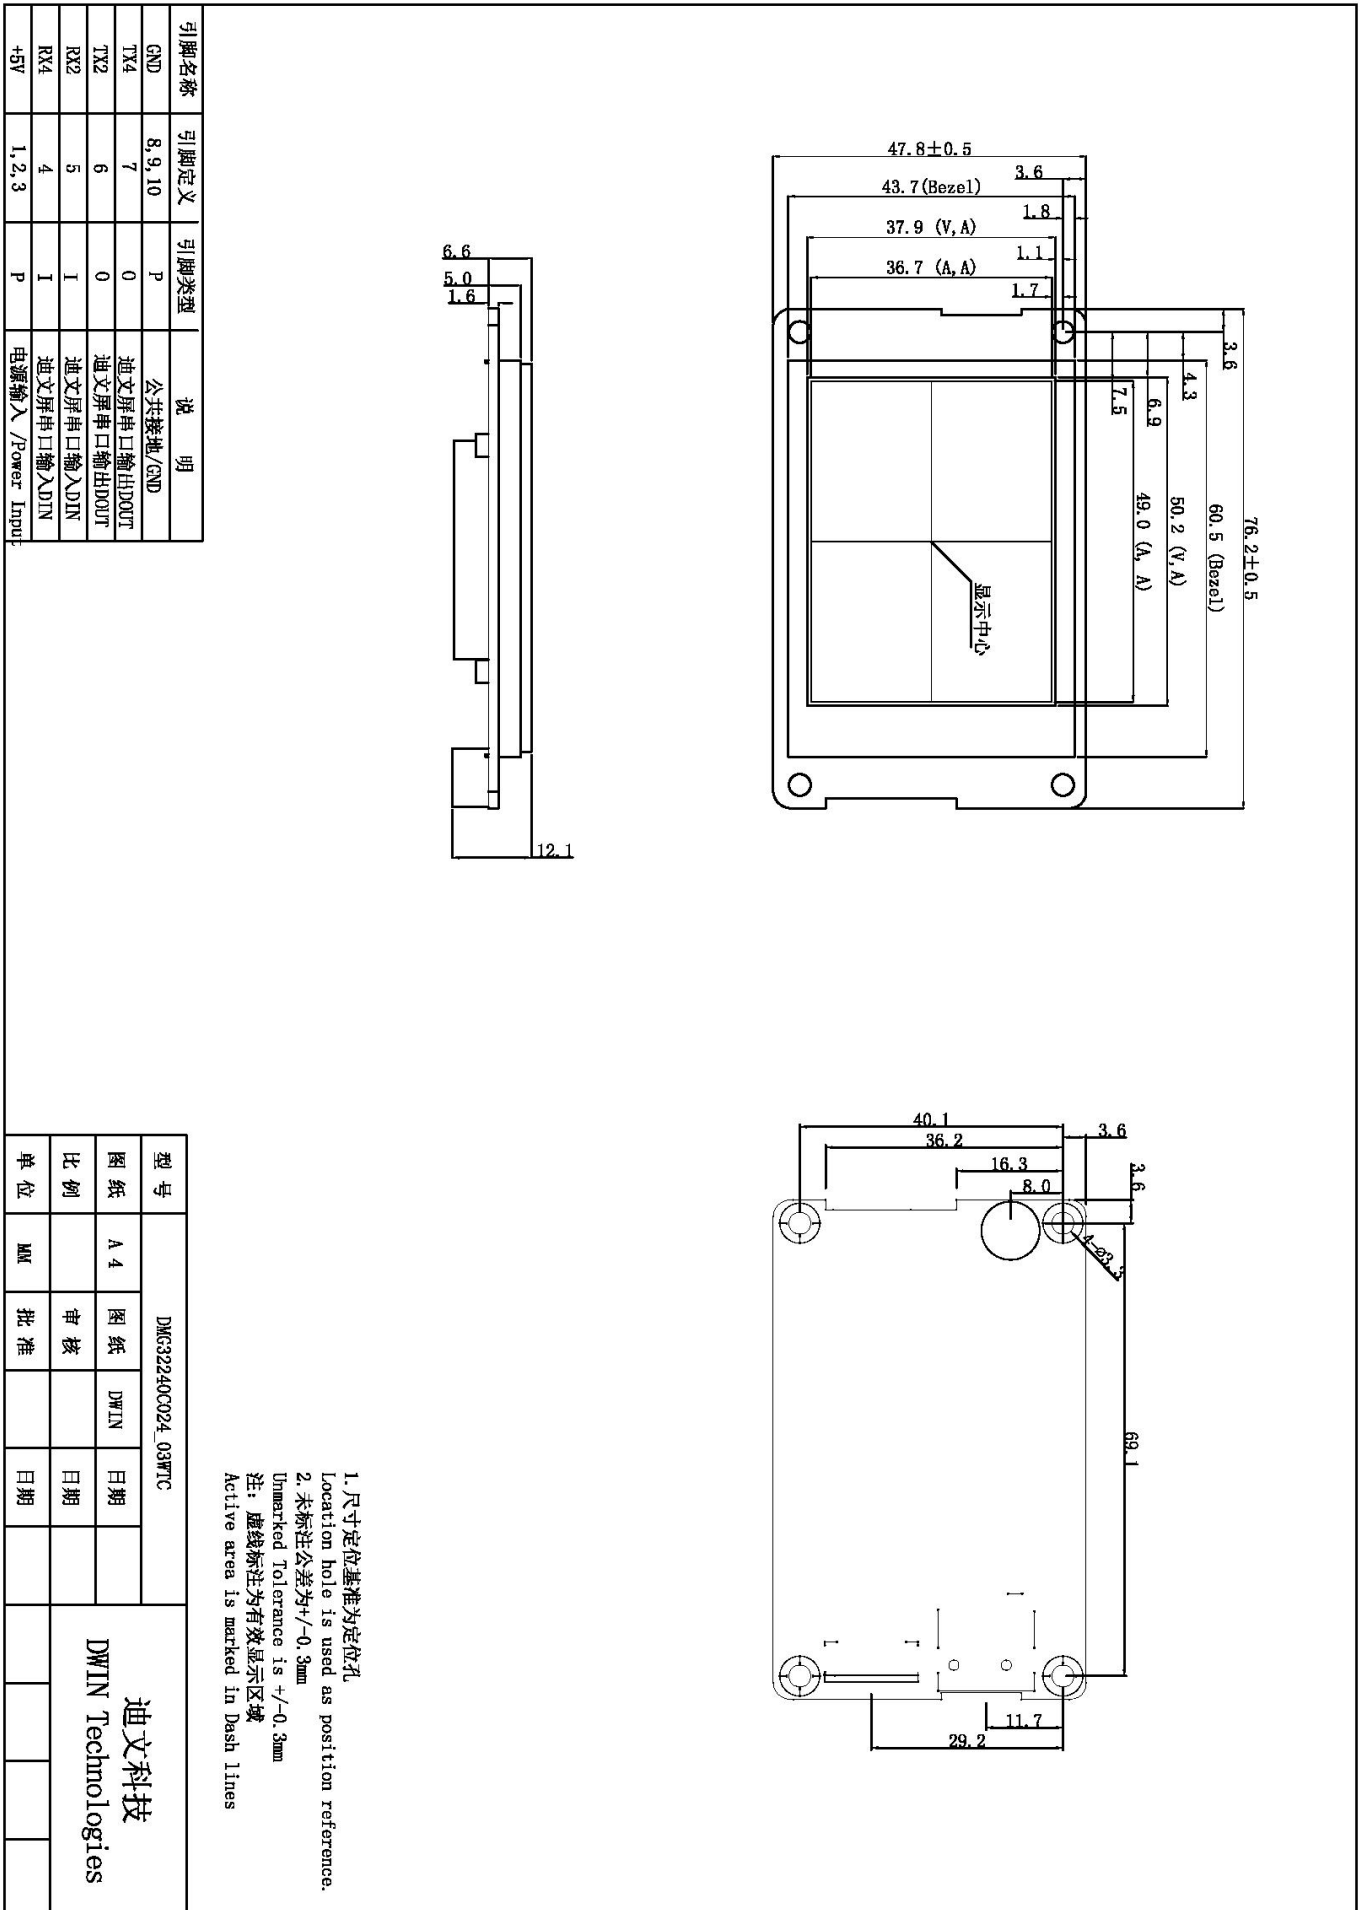 引脚名称 引脚定义 引脚类型 说 明
GND 8,9,10 P 公共接地/GND
TX4 7 O 迪文屏串口输出DOUT
TX2 6 O 迪文屏串口输出DOUT
RX2 5 I 迪文屏串口输入DIN
RX4 4 I 迪文屏串口输入DIN
+5V 1,2,3 P 电源输入 /Power Input
47.8±0.5
3.6
43.7(Bezel)
1.8
37.9 (V,A)
1.1
36.7 (A,A)
1.7
3.6
4.3
6.9
7.5
76.2±0.5
60.5 (Bezel)
50.2 (V,A)
49.0 (A, A)
显示中心
6.6
5.0
1.6
12.1
40.1
3.6
36.2
16.3
3.6
8.0
4-ø3.3
69.1
11.7
29.2
1.尺寸定位基准为定位孔
Location hole is used as position reference.
2.未标注公差为+/-0.3mm
Unmarked Tolerance is +/-0.3mm
注：虚线标注为有效显示区域
Active area is marked in Dash lines
型 号 DMG32240C024_03WTC
图 纸 A 4 图 纸 DWIN 日期
比 例 审 核 日期
单 位 MM 批 准 日期
迪文科技
DWIN Technologies